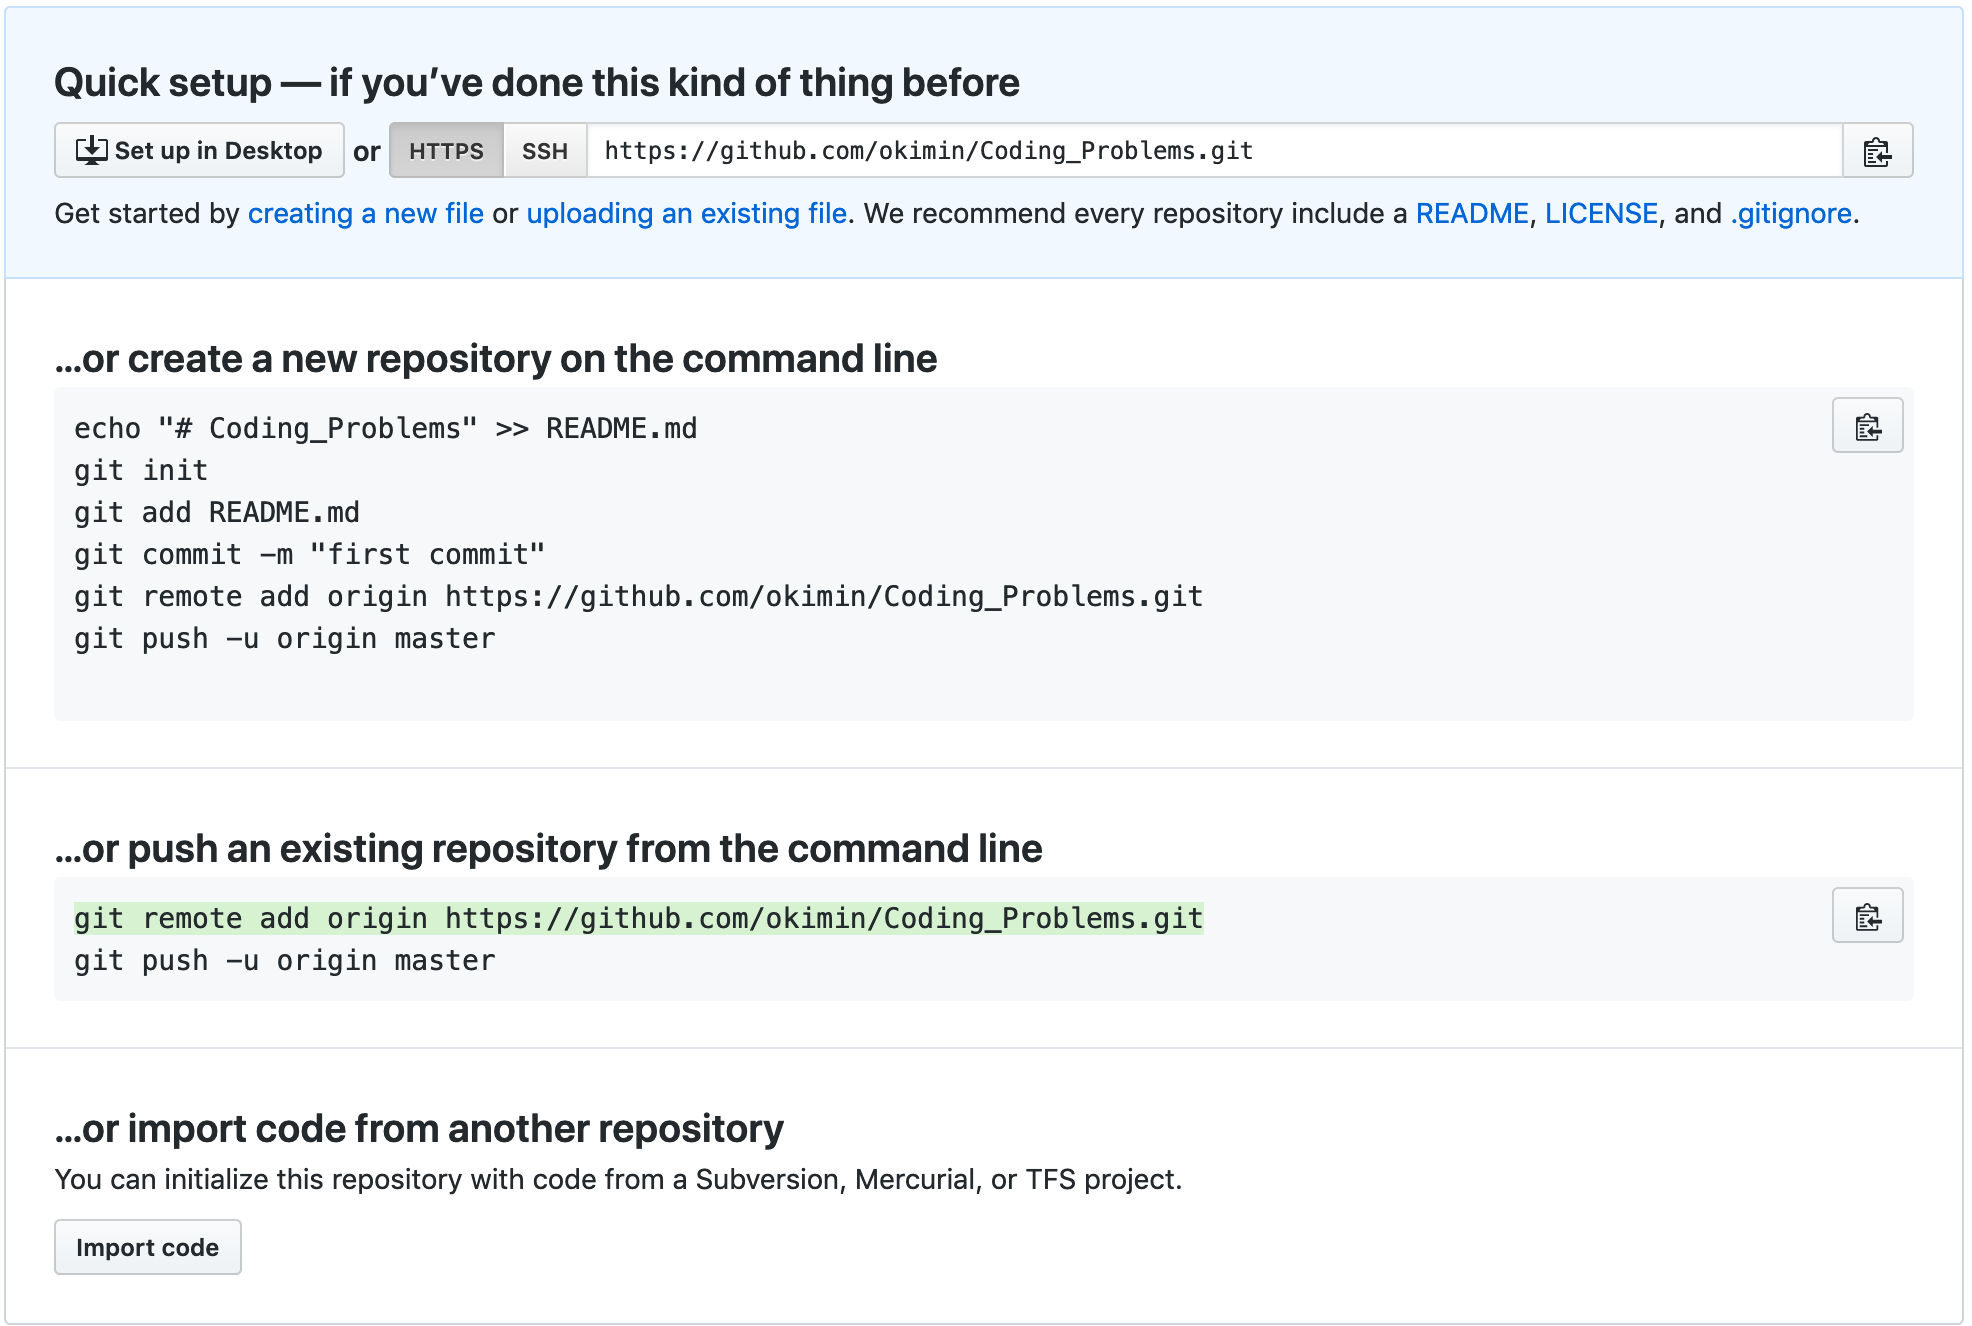 Quick setup — if you’ve done this kind of thing before
Set up in Desktop or HTTPS SSH https://github.com/okimin/Coding_Problems.git
Get started by creating a new file or uploading an existing file. We recommend every repository include a README, LICENSE, and .gitignore.
…or create a new repository on the command line
echo "# Coding_Problems" >> README.md
git init
git add README.md
git commit -m "first commit"
git remote add origin https://github.com/okimin/Coding_Problems.git
git push -u origin master
…or push an existing repository from the command line
git remote add origin https://github.com/okimin/Coding_Problems.git
git push -u origin master
…or import code from another repository
You can initialize this repository with code from a Subversion, Mercurial, or TFS project.
Import code